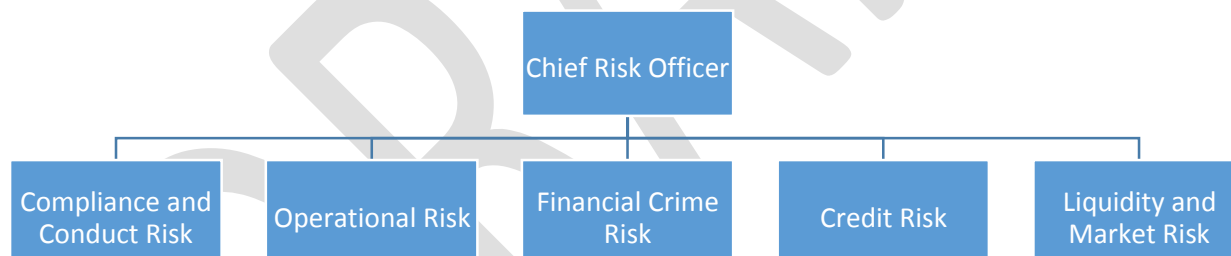 Chief Risk Officer
Compliance and
Conduct Risk
Operational Risk
Financial Crime
Risk
Credit Risk
Liquidity and
Market Risk